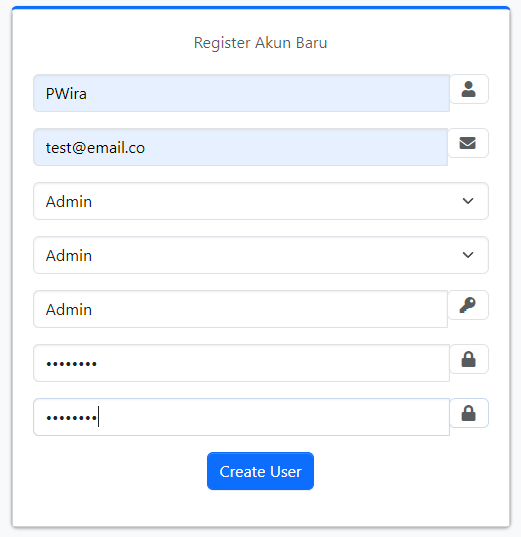 Register Akun Baru
PWira
test@email.co
Admin
Admin
Admin
••••••••
••••••••
Create User